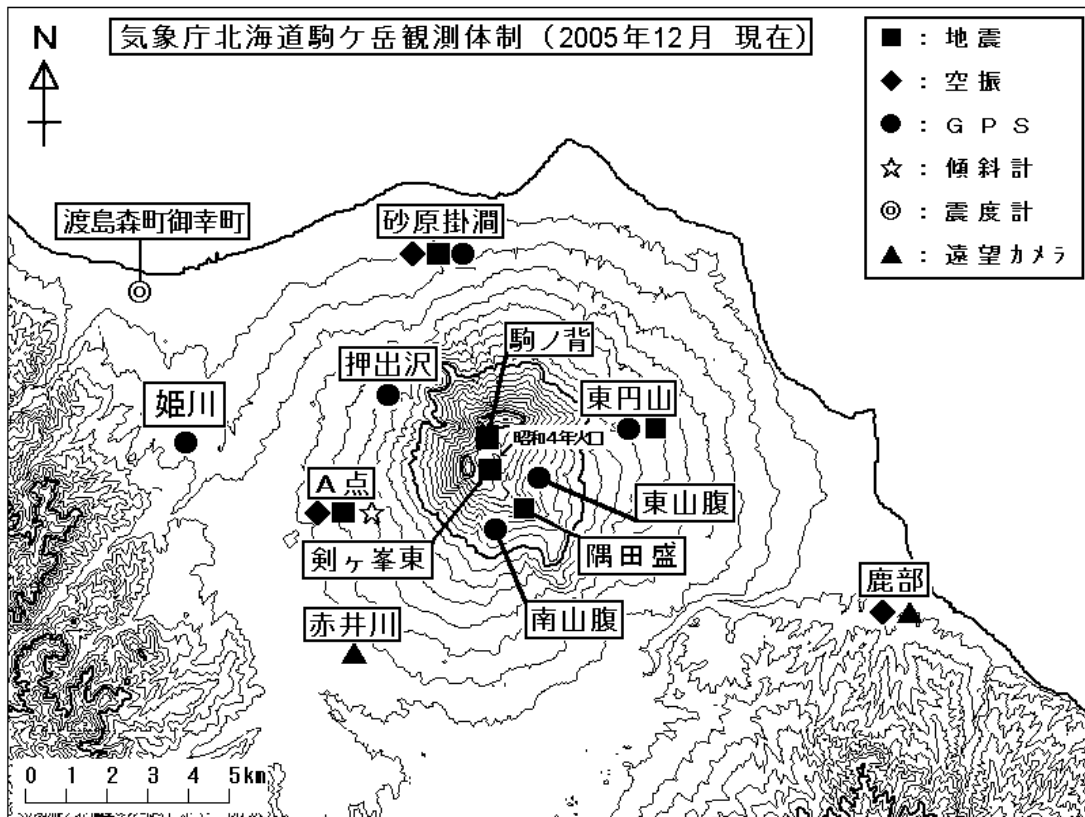 気象庁北海道駒ケ岳観測体制（2005年12月 現在）
N
■：地震
◆：空振
●：ＧＰＳ
☆：傾斜計
◎：震度計
▲：遠望カメラ
渡島森町御幸町
砂原掛澗
駒ノ背
押出沢
東円山
姫川
昭和4年火口
A点
東山腹
剣ヶ峯東
隅田盛
鹿部
赤井川
南山腹
0 1 2 3 4 5km